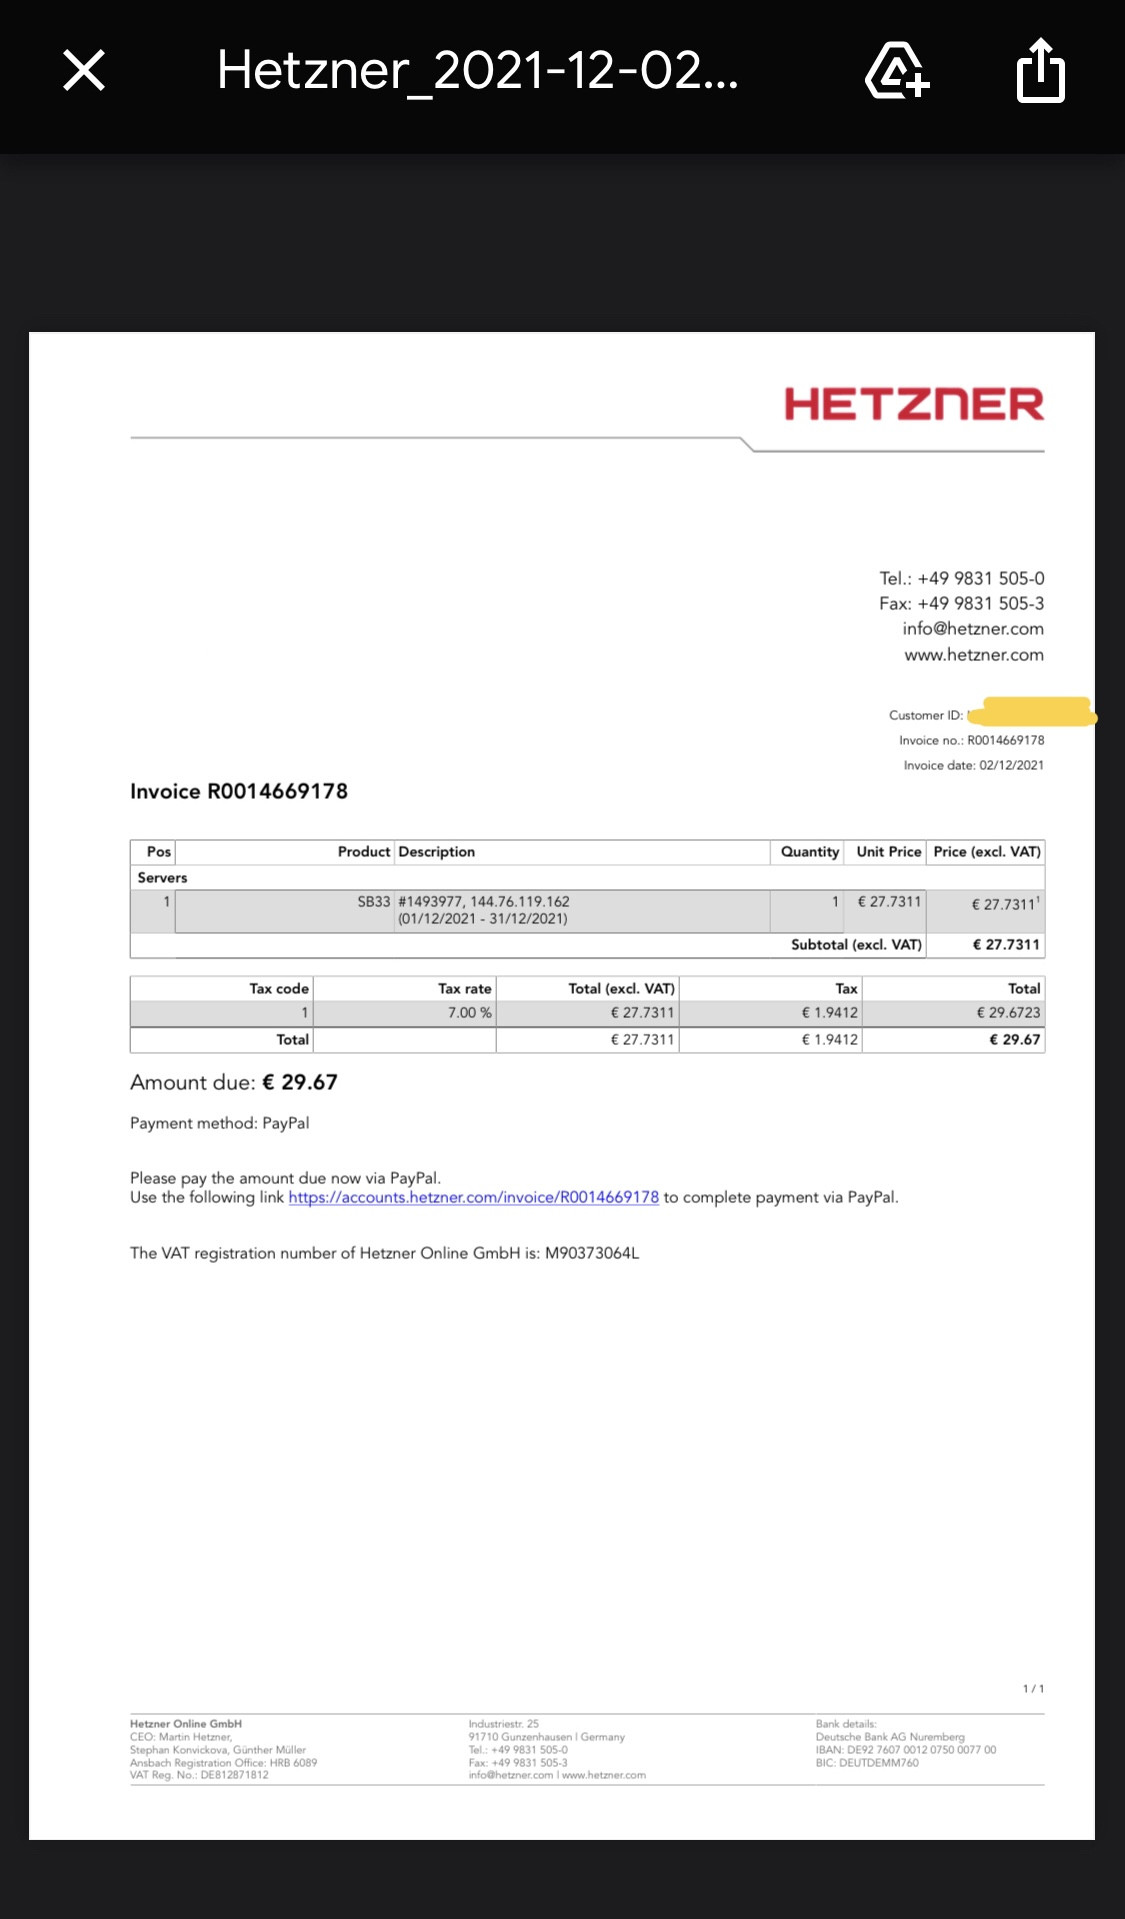 Hetzner_2021-12-02...
HETZNER
Tel.: +49 9831 505-0
Fax: +49 9831 505-3
info@hetzner.com
www.hetzner.com
Customer ID:
Invoice no.: R0014669178
Invoice date: 02/12/2021
Invoice R0014669178
Pos Product Description Quantity Unit Price Price (excl. VAT)
Servers
1 SB33 #1493977, 144.76.119.162 1 € 27.7311 € 27.7311¹
(01/12/2021 - 31/12/2021)
Subtotal (excl. VAT) € 27.7311
Tax code Tax rate Total (excl. VAT) Tax Total
1 7.00 % € 27.7311 € 1.9412 € 29.6723
Total € 27.7311 € 1.9412 € 29.67
Amount due: € 29.67
Payment method: PayPal
Please pay the amount due now via PayPal.
Use the following link https://accounts.hetzner.com/invoice/R0014669178 to complete payment via PayPal.
The VAT registration number of Hetzner Online GmbH is: M90373064L
1 / 1
Hetzner Online GmbH
CEO: Martin Hetzner,
Stephan Konvickova, Günther Müller
Ansbach Registration Office: HRB 6089
VAT Reg. No.: DE812871812
Industriestr. 25
91710 Gunzenhausen | Germany
Tel.: +49 9831 505-0
Fax: +49 9831 505-3
info@hetzner.com | www.hetzner.com
Bank details:
Deutsche Bank AG Nuremberg
IBAN: DE92 7607 0012 0750 0077 00
BIC: DEUTDEMM760